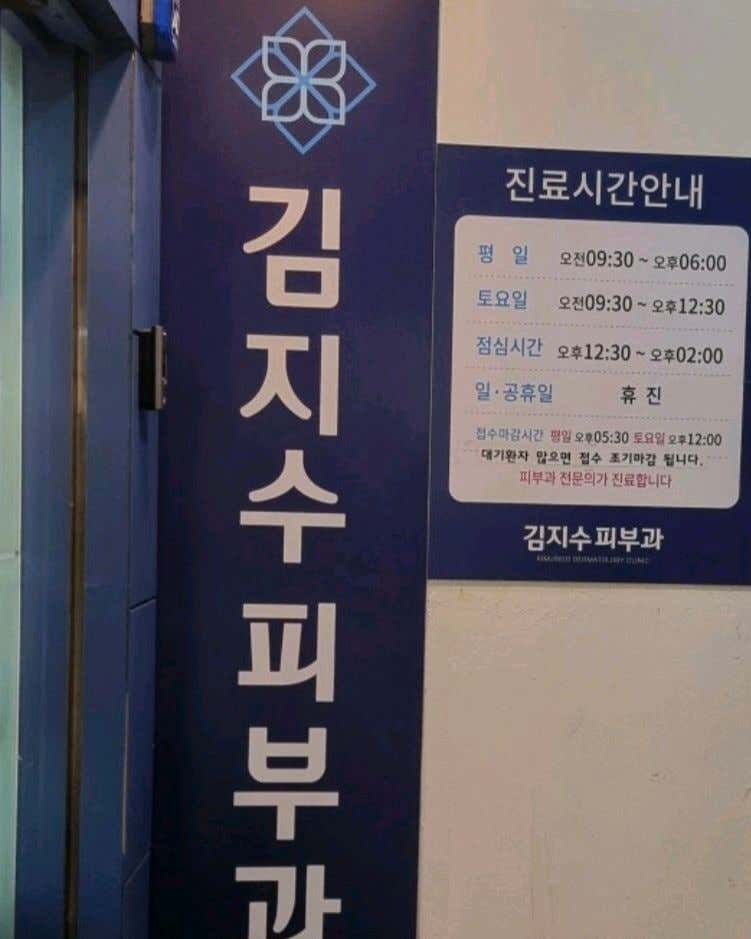 김지수피부과
진료시간안내
평 일 오전09:30 ~ 오후06:00
토요일 오전09:30 ~ 오후12:30
점심시간 오후12:30 ~ 오후02:00
일·공휴일 휴 진
접수마감시간 평일 오후05:30 토요일 오후12:00
대기환자 많으면 접수 조기마감 됩니다.
피부과 전문의가 진료합니다
김지수피부과
KIMJISOO DERMATOLOGY CLINIC